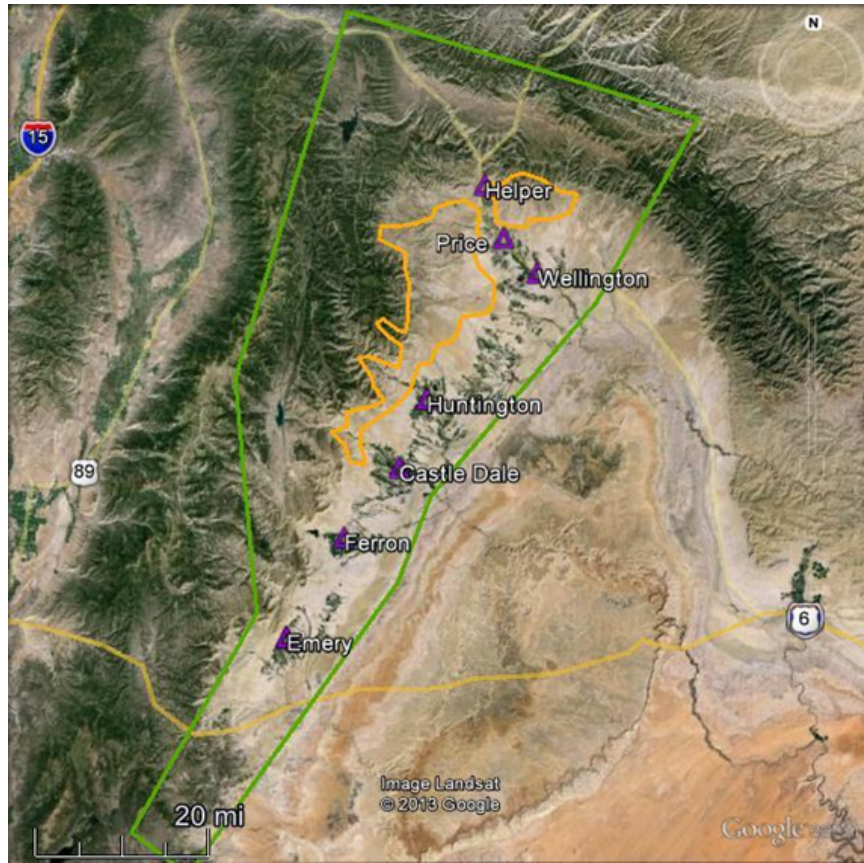 N
15
Helper
Price
Wellington
Huntington
89
Castle Dale
Ferron
6
Emery
Image Landsat
© 2013 Google
20 mi
Google